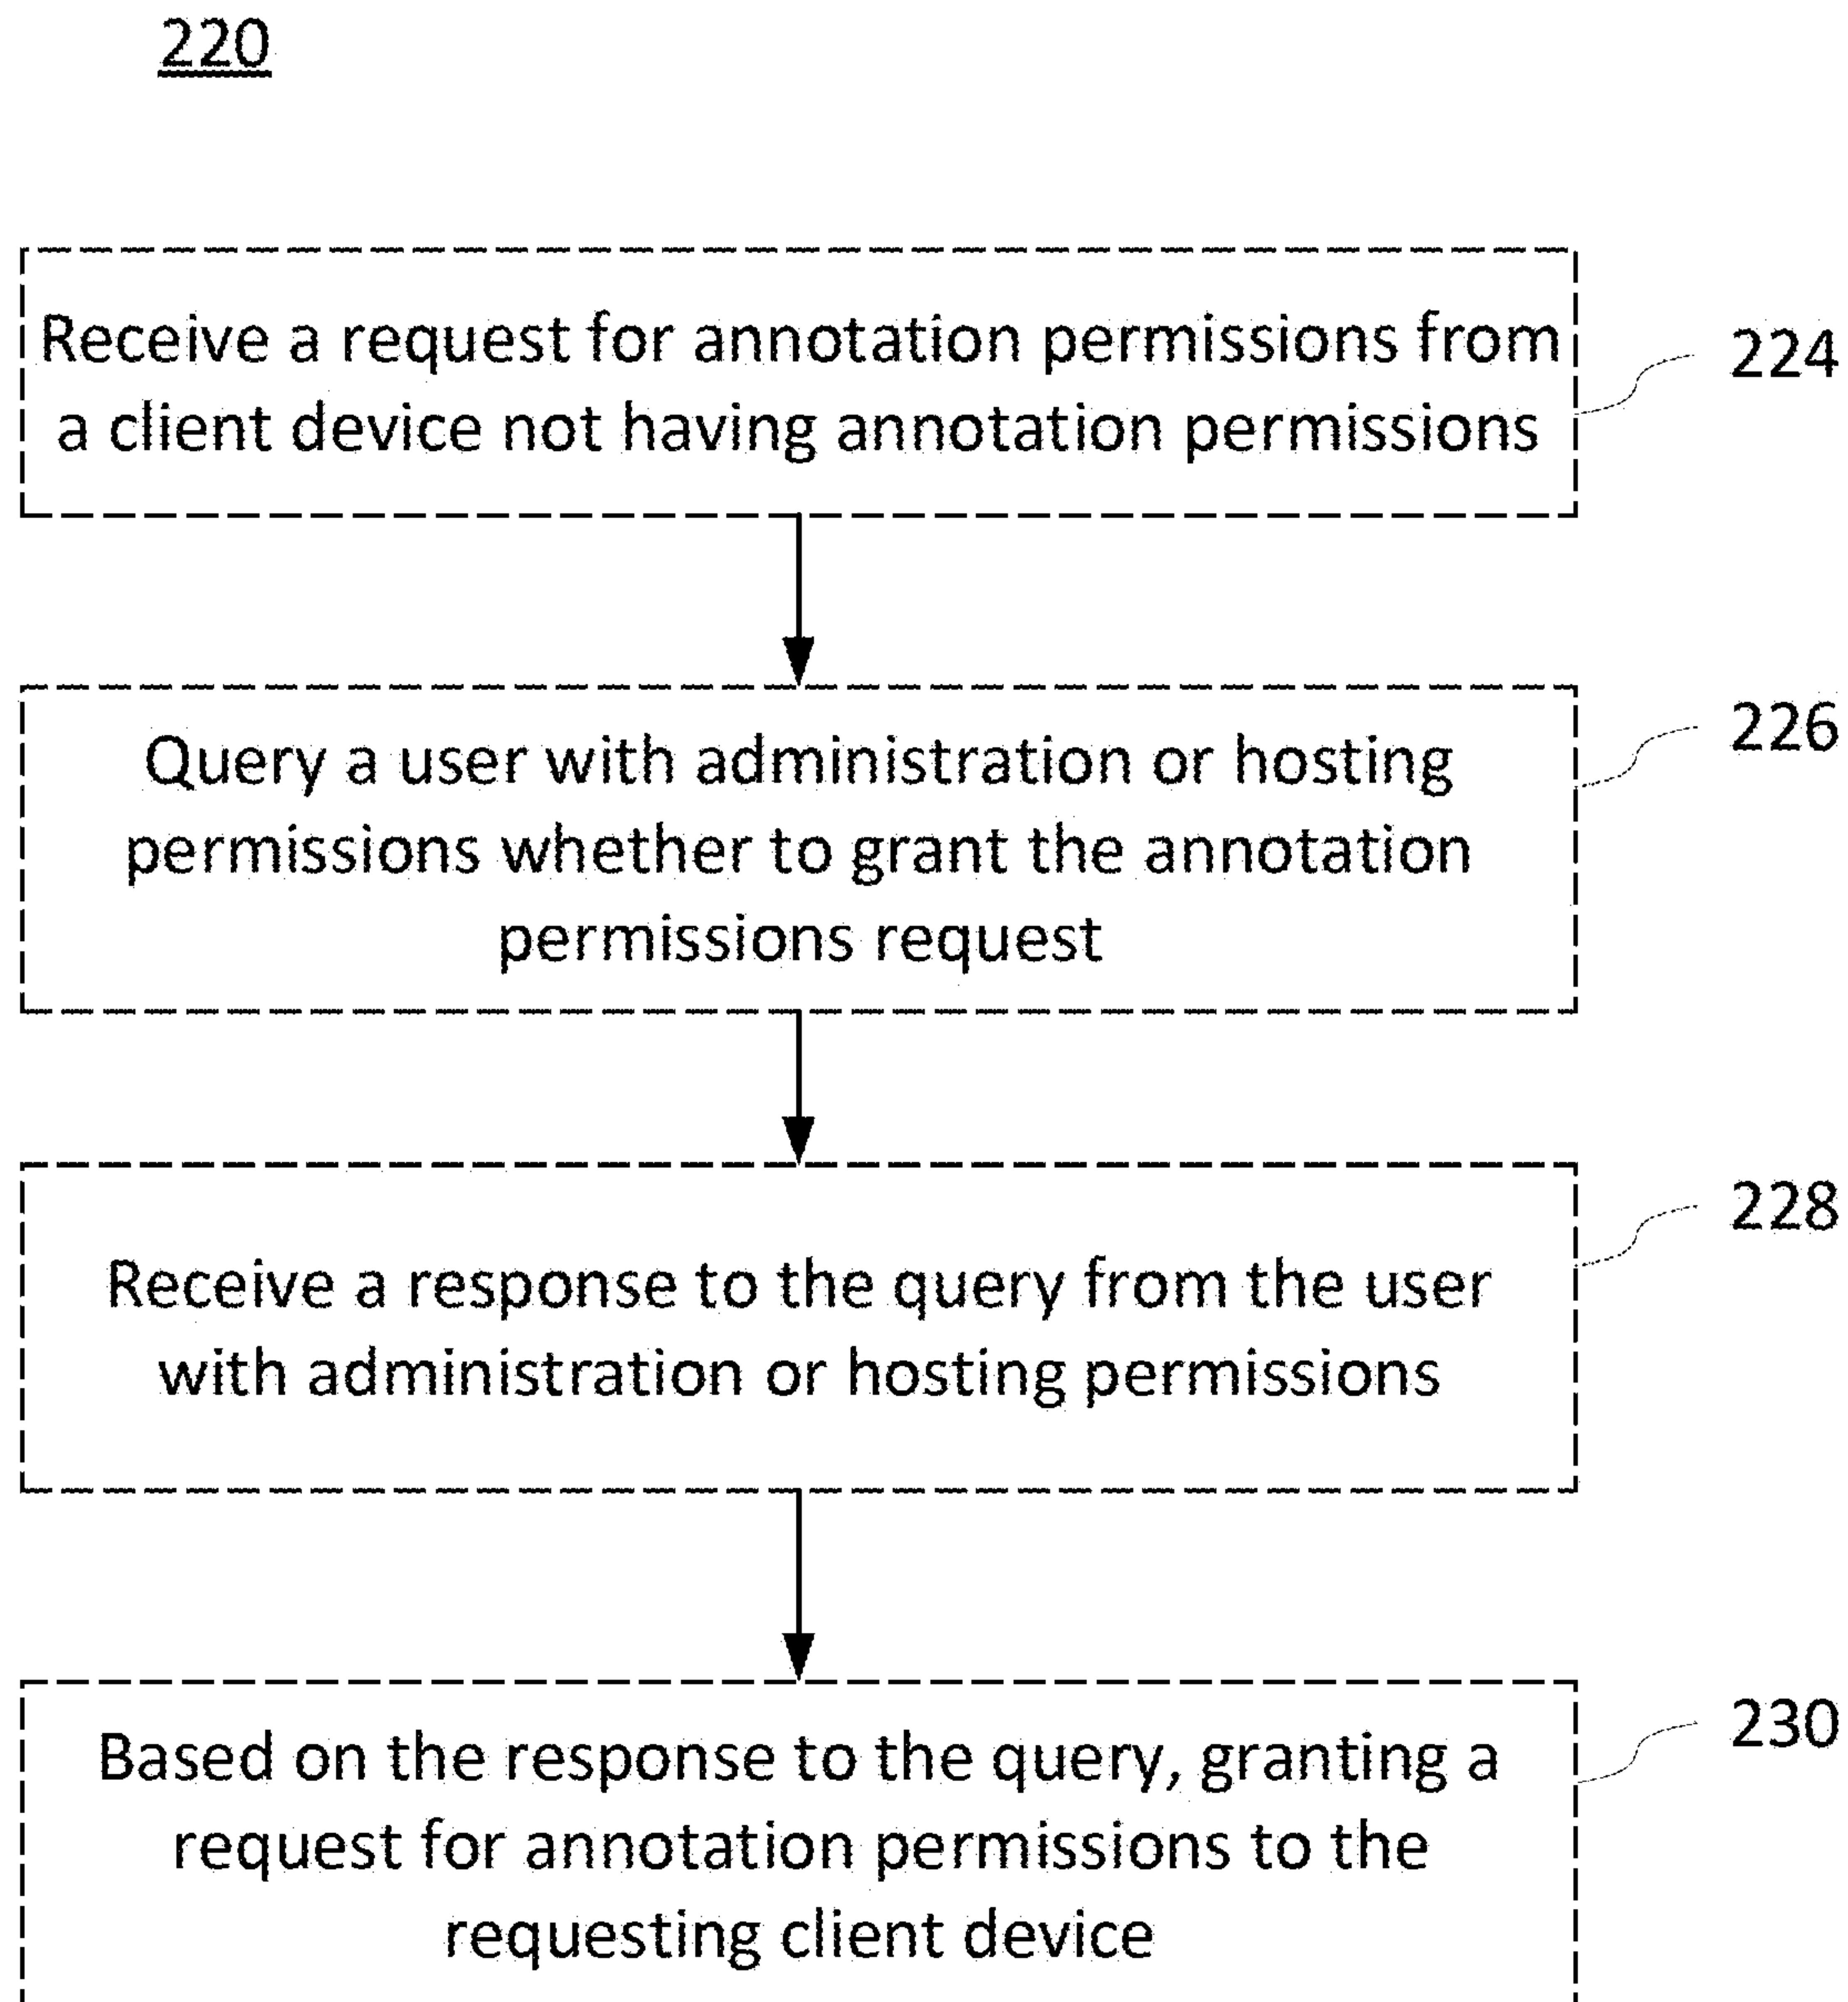 220
Receive a request for annotation permissions from
a client device not having annotation permissions
224
Query a user with administration or hosting
permissions whether to grant the annotation
permissions request
226
Receive a response to the query from the user
with administration or hosting permissions
228
Based on the response to the query, granting a
request for annotation permissions to the
requesting client device
230